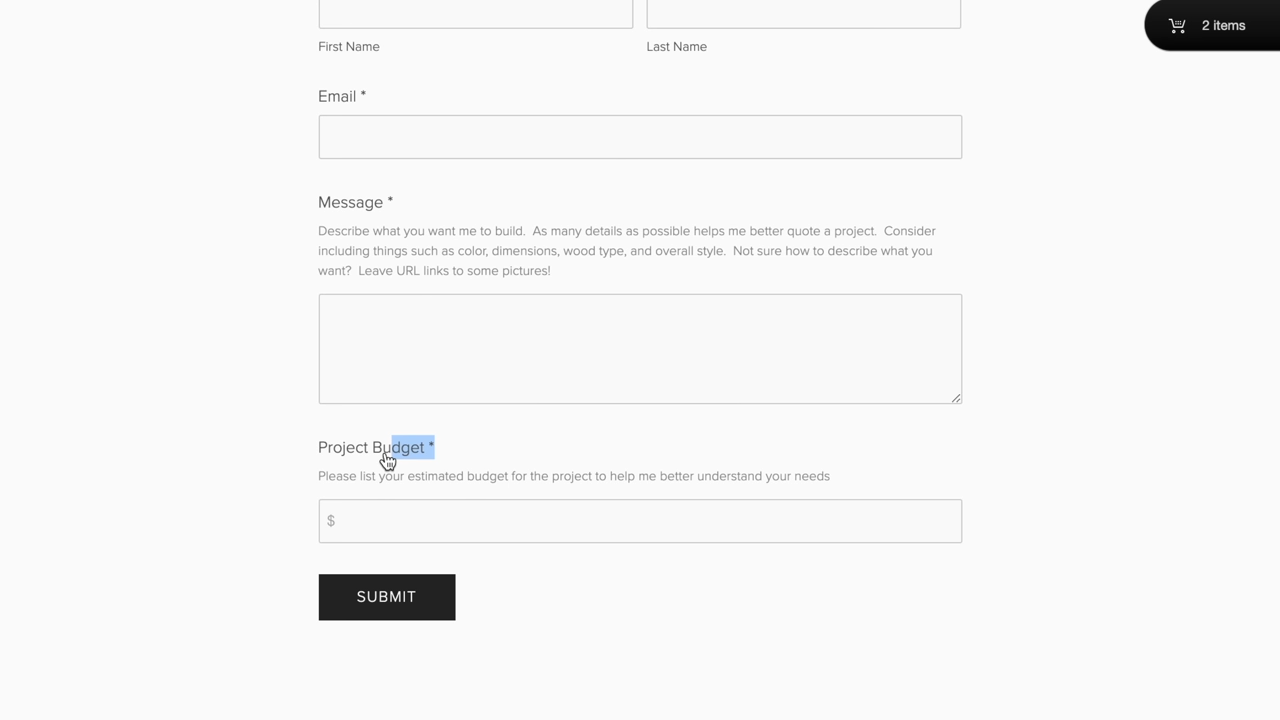 2 items
First Name
Last Name
Email *
Message *
Describe what you want me to build.  As many details as possible helps me better quote a project.  Consider
including things such as color, dimensions, wood type, and overall style.  Not sure how to describe what you
want?  Leave URL links to some pictures!
Project Budget *
Please list your estimated budget for the project to help me better understand your needs
$
SUBMIT